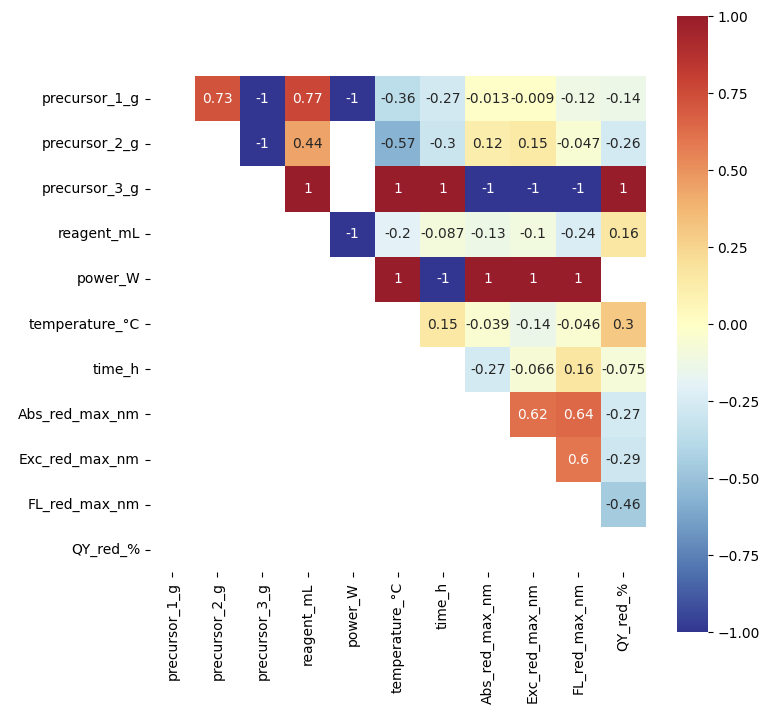 1.00
precursor_1_g 0.73 -1 0.77 -1 -0.36 -0.27 -0.013 -0.009 -0.12 -0.14
0.75
precursor_2_g -1 0.44 -0.57 -0.3 0.12 0.15 -0.047 -0.26
precursor_3_g 1 1 1 -1 -1 -1 1
0.50
reagent_mL -1 -0.2 -0.087 -0.13 -0.1 -0.24 0.16
0.25
power_W 1 -1 1 1 1
temperature_°C 0.15 -0.039 -0.14 -0.046 0.3
0.00
time_h -0.27 -0.066 0.16 -0.075
−0.25
Abs_red_max_nm 0.62 0.64 -0.27
Exc_red_max_nm 0.6 -0.29
−0.50
FL_red_max_nm -0.46
QY_red_%
−0.75
−1.00
precursor_1_g
precursor_2_g
precursor_3_g
reagent_mL
power_W
temperature_°C
time_h
Abs_red_max_nm
Exc_red_max_nm
FL_red_max_nm
QY_red_%